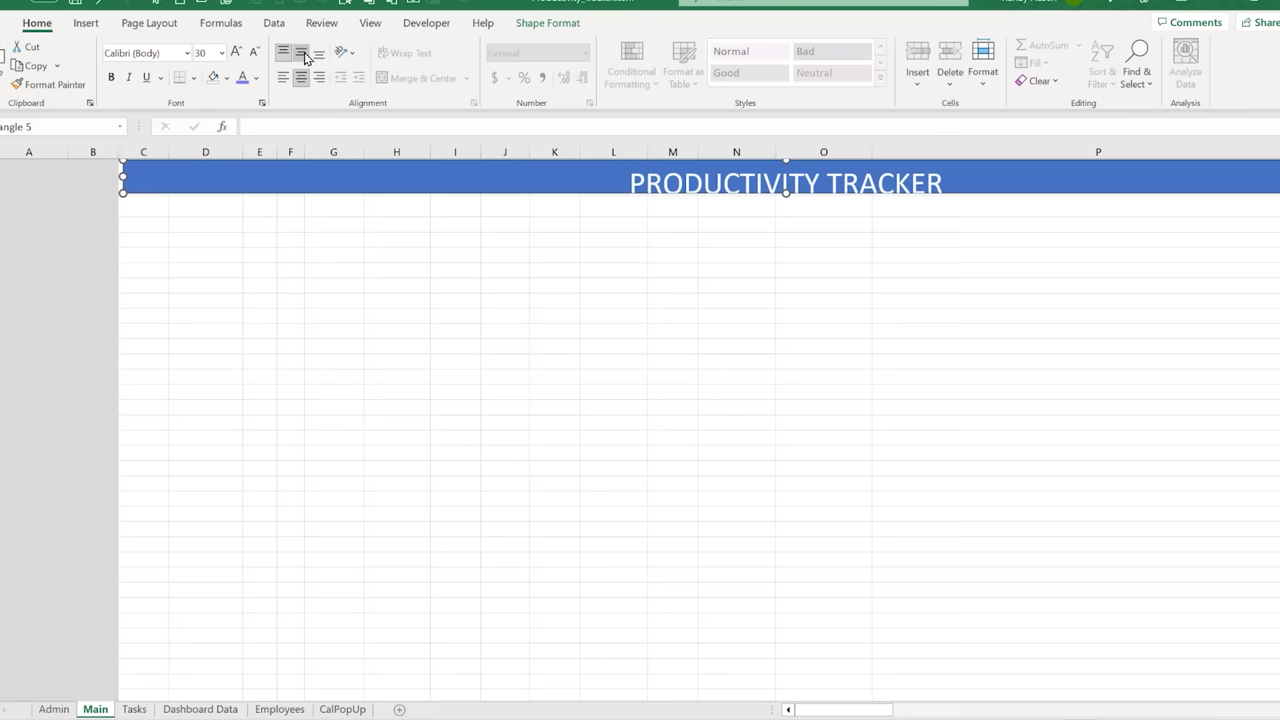 Home Insert Page Layout Formulas Data Review View Developer Help Shape Format Comments Share
Cut
Copy
Format Painter
Calibri (Body) 30
B I U A
Wrap Text
Merge & Center
General
$ % 9
Conditional Formatting
Format as Table
Normal Bad
Good Neutral
Insert Delete Format
AutoSum
Fill
Clear
Sort & Filter
Find & Select
Analyze Data
Clipboard Font Alignment Number Styles Cells Editing Analysis
angle 5 fx
A B C D E F G H I J K L M N O P
PRODUCTIVITY TRACKER
Admin Main Tasks Dashboard Data Employees CalPopUp